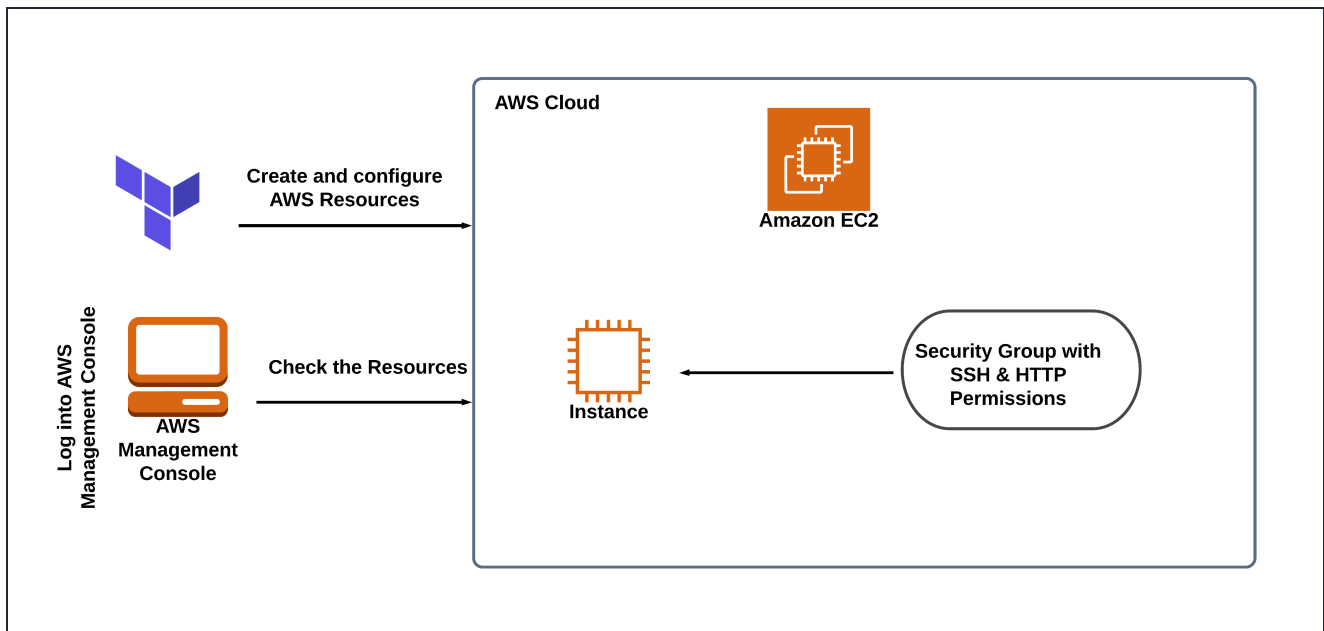 AWS Cloud
Amazon EC2
Create and configure
AWS Resources
Log into AWS
Management Console
AWS
Management
Console
Check the Resources
Instance
Security Group with
SSH & HTTP
Permissions